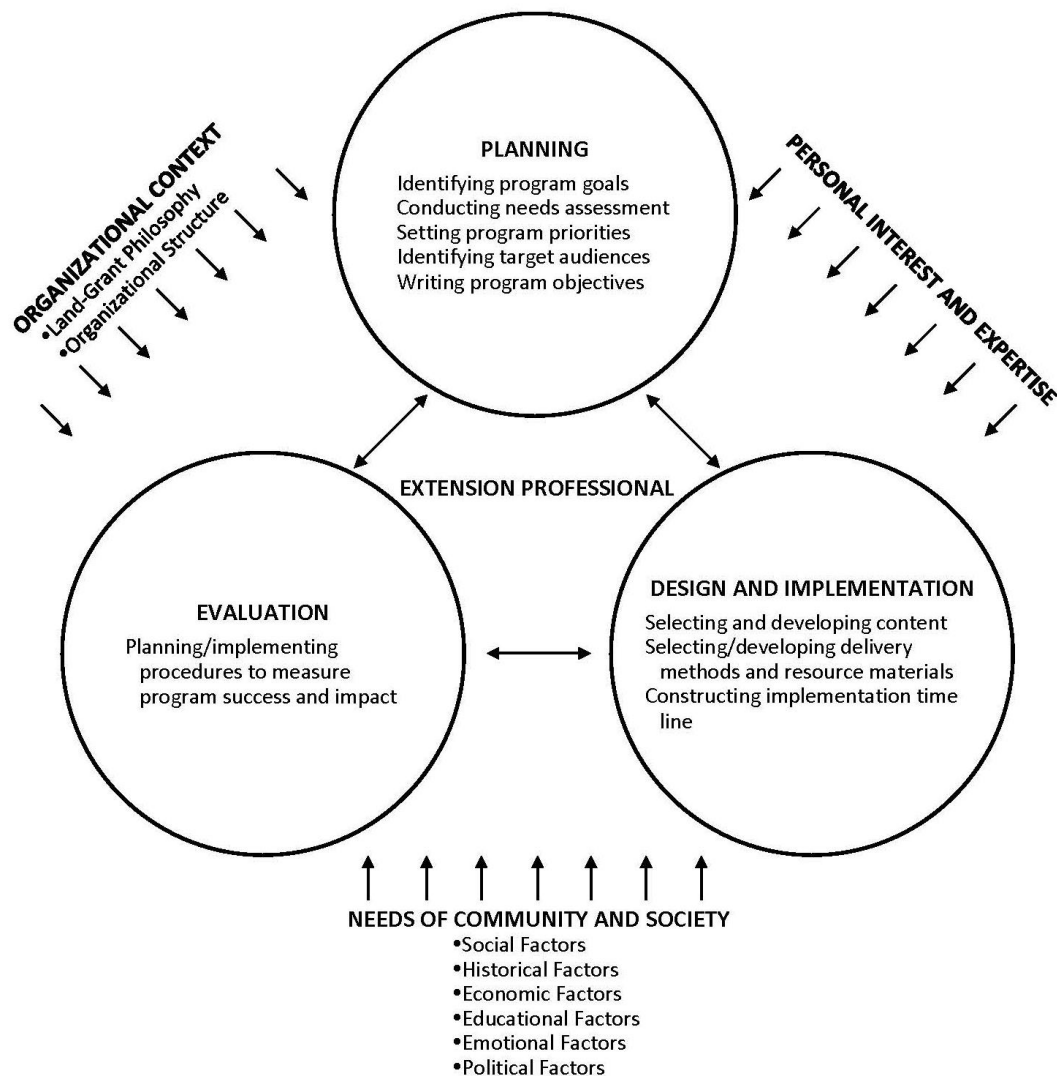 PLANNING
Identifying program goals
Conducting needs assessment
Setting program priorities
Identifying target audiences
Writing program objectives
ORGANIZATIONAL CONTEXT
•Land-Grant Philosophy
•Organizational Structure
PERSONAL INTEREST AND EXPERTISE
EXTENSION PROFESSIONAL
EVALUATION
Planning/implementing
procedures to measure
program success and impact
DESIGN AND IMPLEMENTATION
Selecting and developing content
Selecting/developing delivery
methods and resource materials
Constructing implementation time
line
NEEDS OF COMMUNITY AND SOCIETY
•Social Factors
•Historical Factors
•Economic Factors
•Educational Factors
•Emotional Factors
•Political Factors